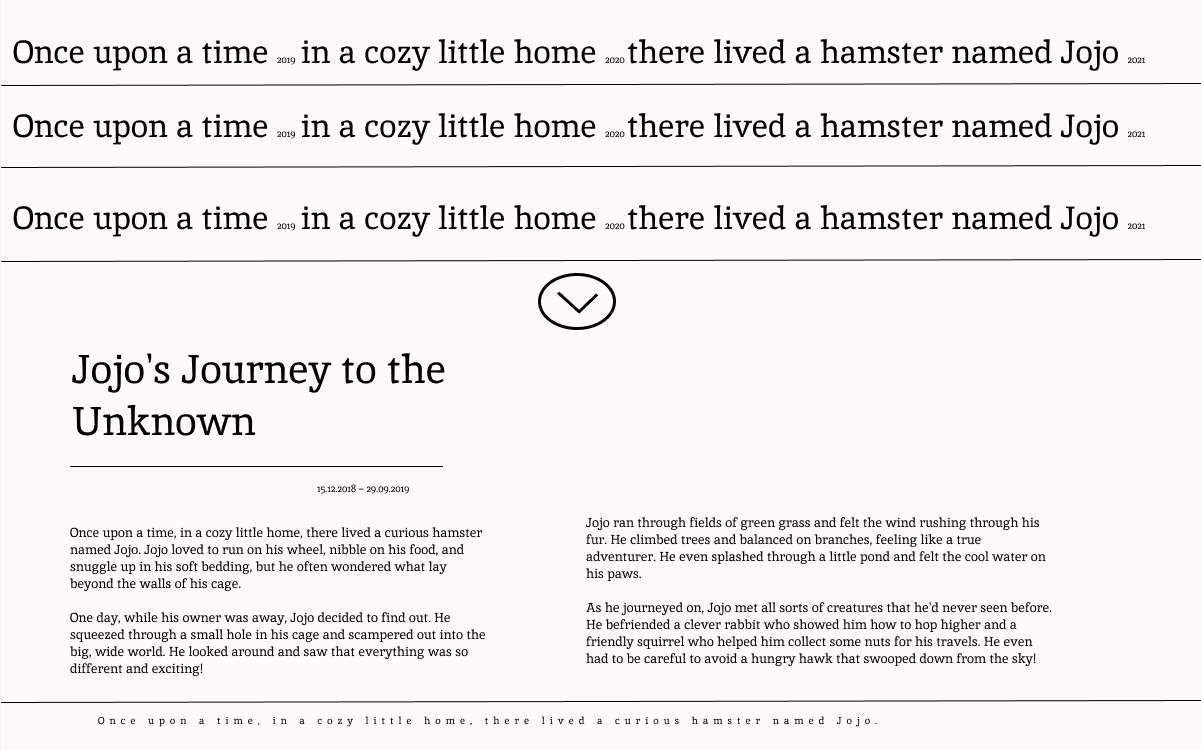 Once upon a time 2019 in a cozy little home 2020 there lived a hamster named Jojo 2021
Once upon a time 2019 in a cozy little home 2020 there lived a hamster named Jojo 2021
Once upon a time 2019 in a cozy little home 2020 there lived a hamster named Jojo 2021
Jojo's Journey to the
Unknown
15.12.2018 – 29.09.2019
Once upon a time, in a cozy little home, there lived a curious hamster
named Jojo. Jojo loved to run on his wheel, nibble on his food, and
snuggle up in his soft bedding, but he often wondered what lay
beyond the walls of his cage.
One day, while his owner was away, Jojo decided to find out. He
squeezed through a small hole in his cage and scampered out into the
big, wide world. He looked around and saw that everything was so
different and exciting!
Jojo ran through fields of green grass and felt the wind rushing through his
fur. He climbed trees and balanced on branches, feeling like a true
adventurer. He even splashed through a little pond and felt the cool water on
his paws.
As he journeyed on, Jojo met all sorts of creatures that he'd never seen before.
He befriended a clever rabbit who showed him how to hop higher and a
friendly squirrel who helped him collect some nuts for his travels. He even
had to be careful to avoid a hungry hawk that swooped down from the sky!
Once upon a time, in a cozy little home, there lived a curious hamster named Jojo.